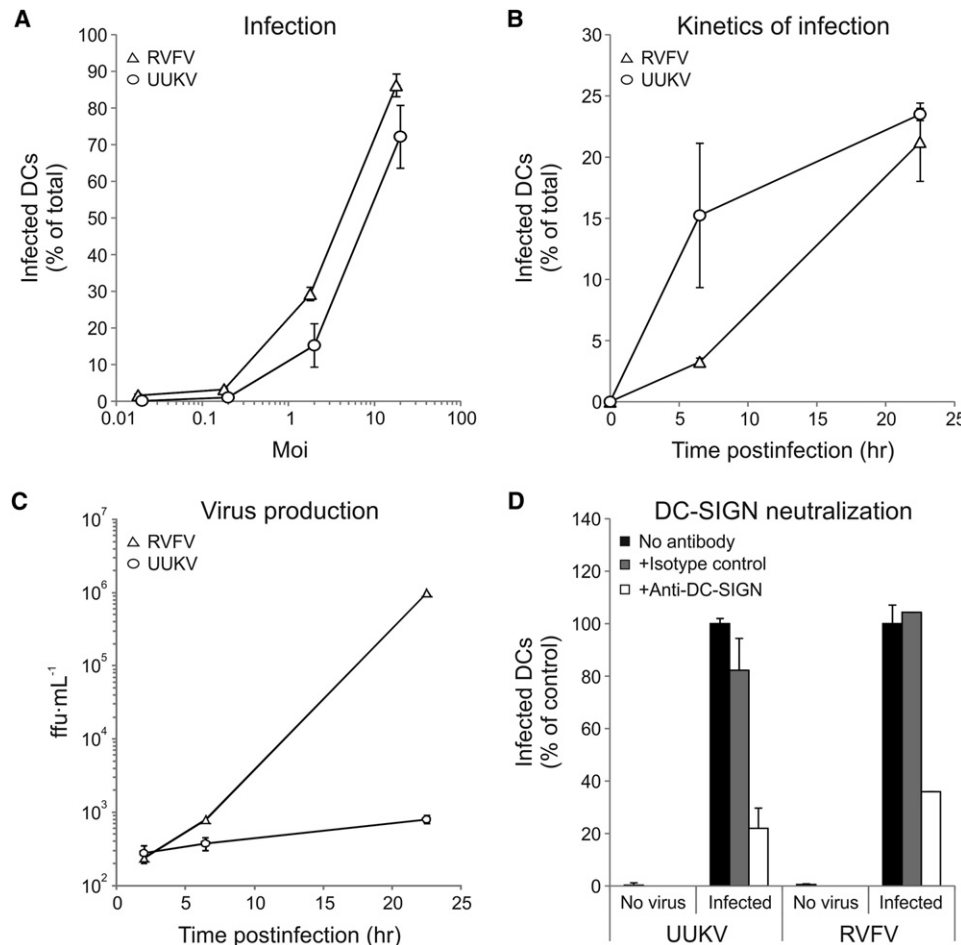 A
Infection
△ RVFV
○ UUKV
Infected DCs
(% of total)
100
90
80
70
60
50
40
30
20
10
0
0.01 0.1 1 10 100
Moi
B
Kinetics of infection
△ RVFV
○ UUKV
Infected DCs
(% of total)
30
25
20
15
10
5
0
0 5 10 15 20 25
Time postinfection (hr)
C
Virus production
△ RVFV
○ UUKV
ffu·mL⁻¹
10⁷
10⁶
10⁵
10⁴
10³
10²
0 5 10 15 20 25
Time postinfection (hr)
D
DC-SIGN neutralization
No antibody
+Isotype control
+Anti-DC-SIGN
Infected DCs
(% of control)
140
120
100
80
60
40
20
0
No virus Infected No virus Infected
UUKV RVFV